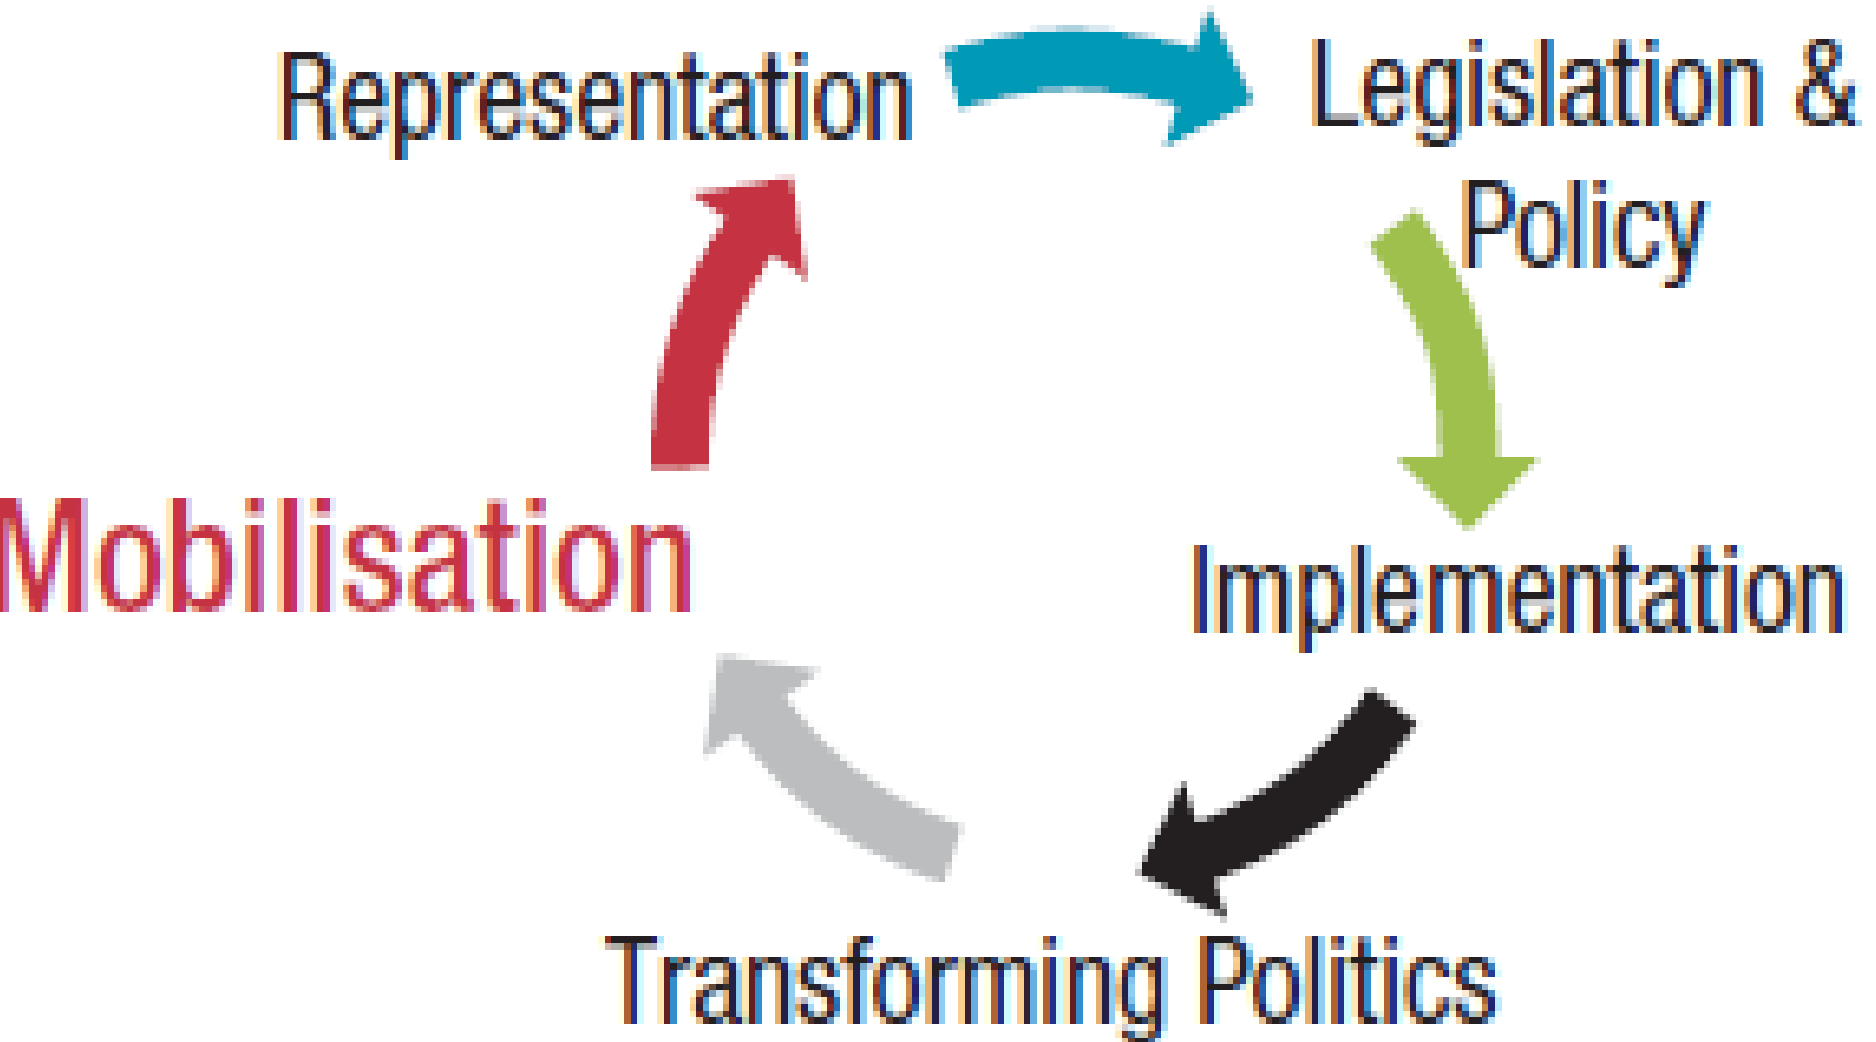 Representation
Legislation &
Policy
Mobilisation
Implementation
Transforming Politics